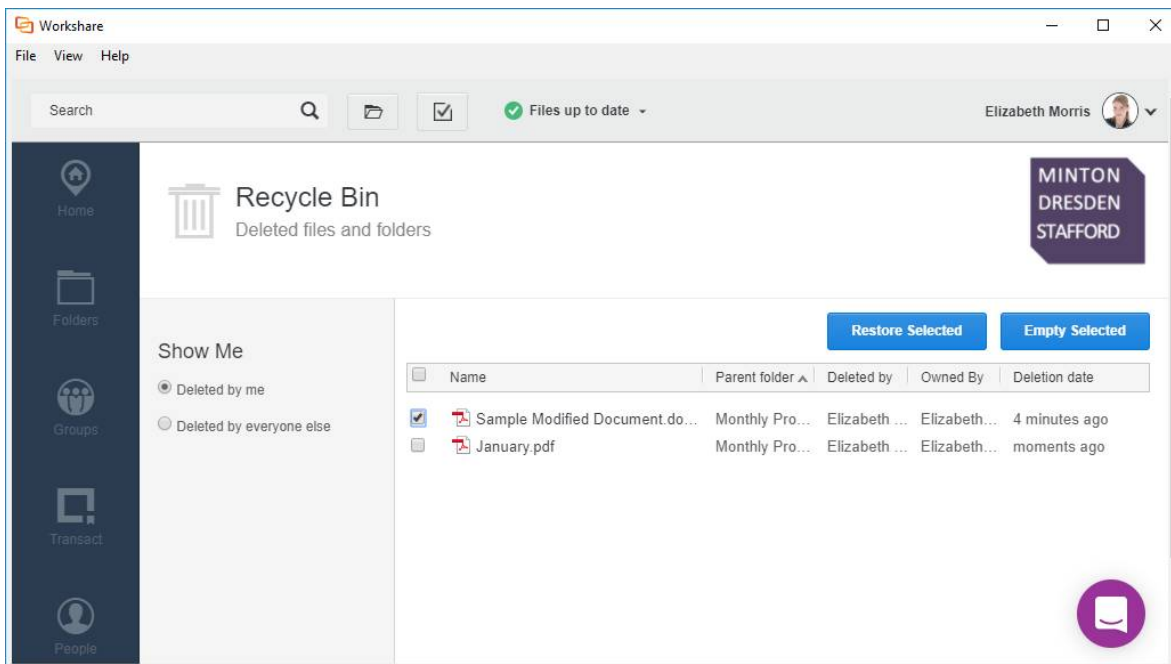 Workshare
File View Help
Search
Files up to date
Elizabeth Morris
Home
Recycle Bin
Deleted files and folders
MINTON
DRESDEN
STAFFORD
Folders
Show Me
Deleted by me
Deleted by everyone else
Restore Selected Empty Selected
Name Parent folder Deleted by Owned By Deletion date
Sample Modified Document.do... Monthly Pro... Elizabeth ... Elizabeth... 4 minutes ago
January.pdf Monthly Pro... Elizabeth ... Elizabeth... moments ago
Groups
Transact
People